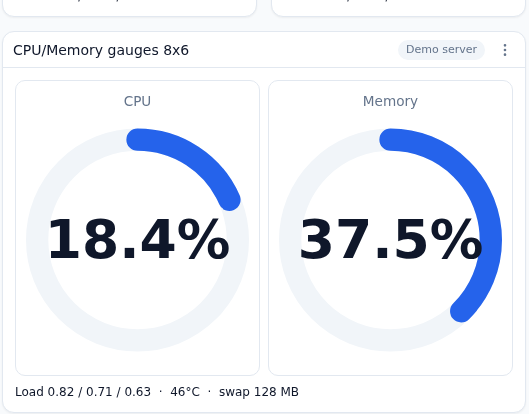 CPU/Memory gauges 8x6
Demo server
CPU
Memory
18.4%
37.5%
Load 0.82 / 0.71 / 0.63 · 46°C · swap 128 MB